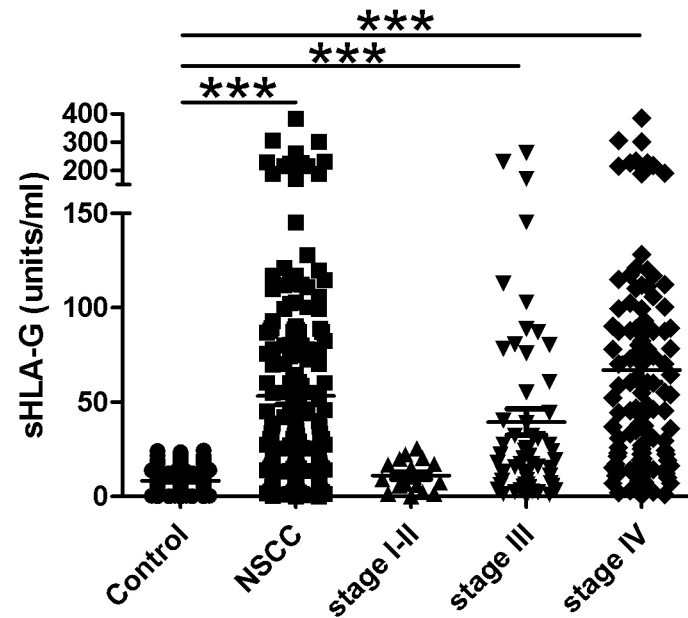 ***
***
***
400
300
200
150
100
50
0
sHLA-G (units/ml)
Control
NSCC
stage I-II
stage III
stage IV